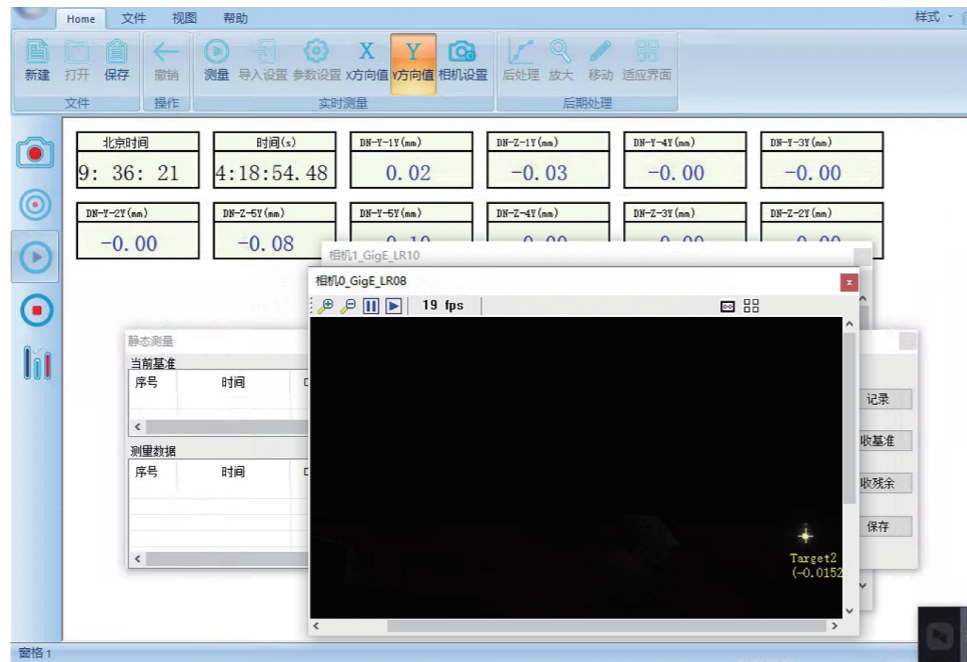 Home 文件 视图 帮助 样式
新建 打开 保存 撤销 测量 导入设置 参数设置 X方向值 Y方向值 相机设置 后处理 放大 移动 适应界面
文件 操作 实时测量 后期处理
北京时间 时间(s) DN-Y-1Y(mm) DN-Z-1Y(mm) DN-Y-4Y(mm) DN-Y-3Y(mm)
9: 36: 21 4:18:54.48 0.02 -0.03 -0.00 -0.00
DN-Y-2Y(mm) DN-Z-5Y(mm) DN-Y-5Y(mm) DN-Z-4Y(mm) DN-Z-3Y(mm) DN-Z-2Y(mm)
-0.00 -0.08
相机1_GigE_LR10
相机0_GigE_LR08
19 fps
静态测量
当前基准
序号 时间
记录
收基准
测量数据
序号 时间
收残余
保存
Target2
(-0.0152
窗格 1